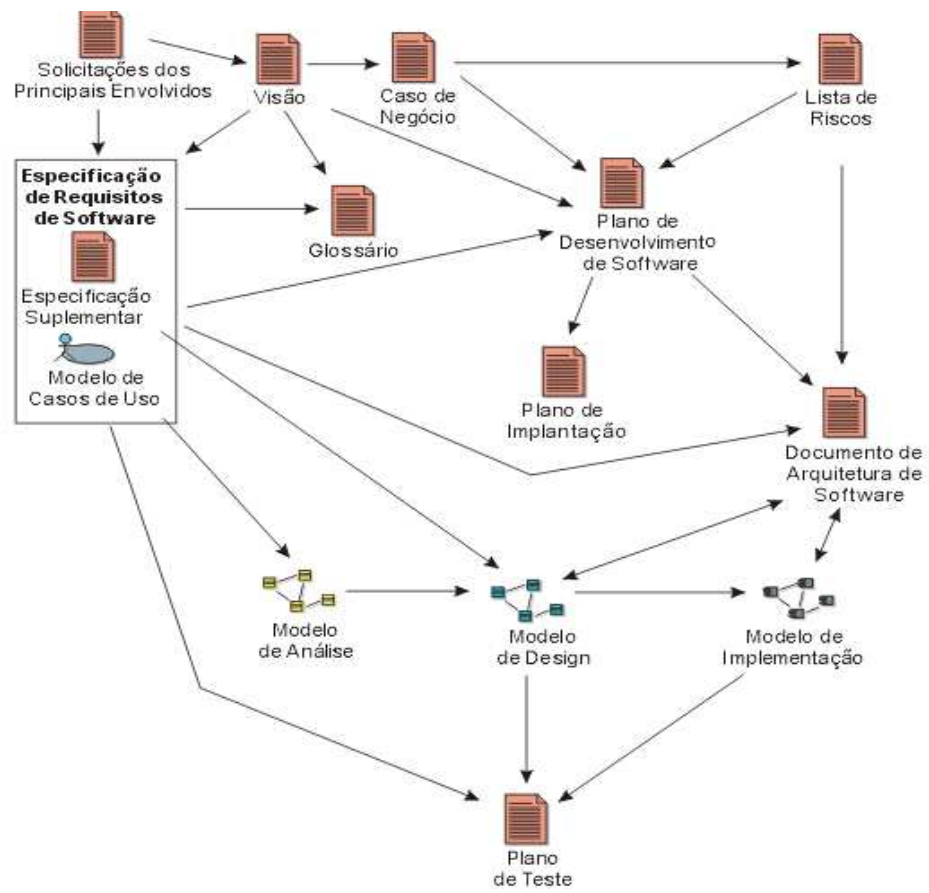 Solicitações dos
Principais Envolvidos
Visão
Caso de
Negócio
Lista de
Riscos
Especificação
de Requisitos
de Software
Especificação
Suplementar
Modelo de
Casos de Uso
Glossário
Plano de
Desenvolvimento
de Software
Plano de
Implantação
Documento de
Arquitetura de
Software
Modelo
de Análise
Modelo
de Design
Modelo de
Implementação
Plano
de Teste